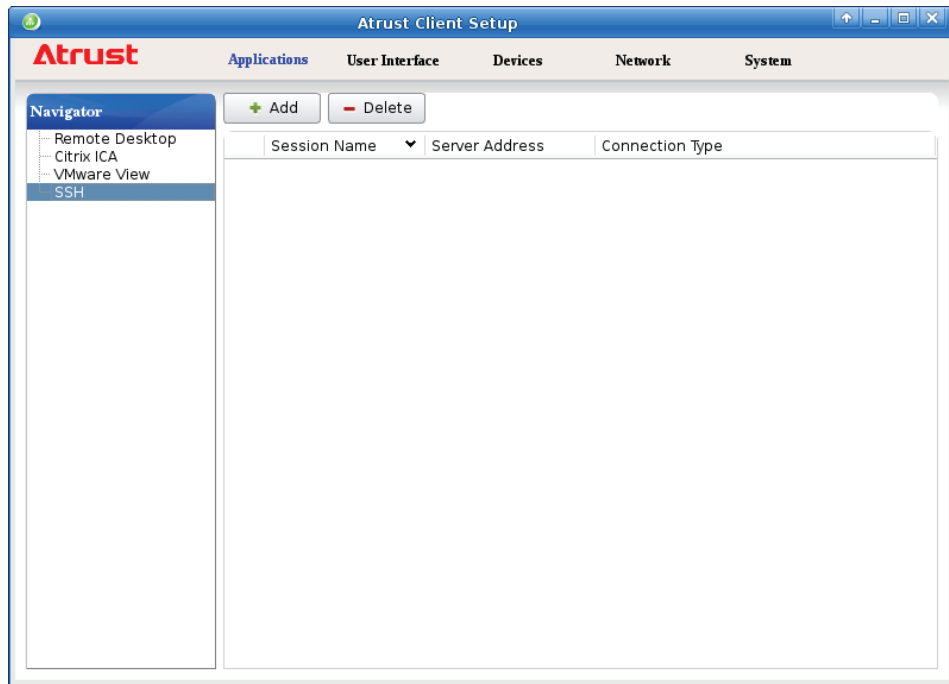 Atrust Client Setup
Atrust
Applications User Interface Devices Network System
Navigator
Remote Desktop
Citrix ICA
VMware View
SSH
Add Delete
Session Name Server Address Connection Type